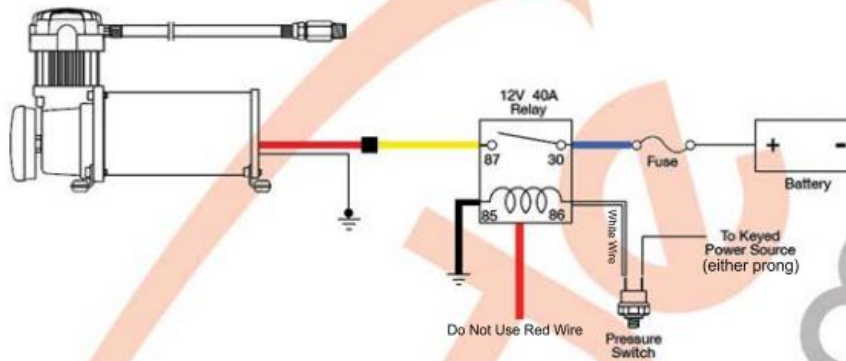 12V 40A
Relay
87
30
Fuse
+
-
Battery
85
86
White Wire
To Keyed
Power Source
(either prong)
Do Not Use Red Wire
Pressure
Switch